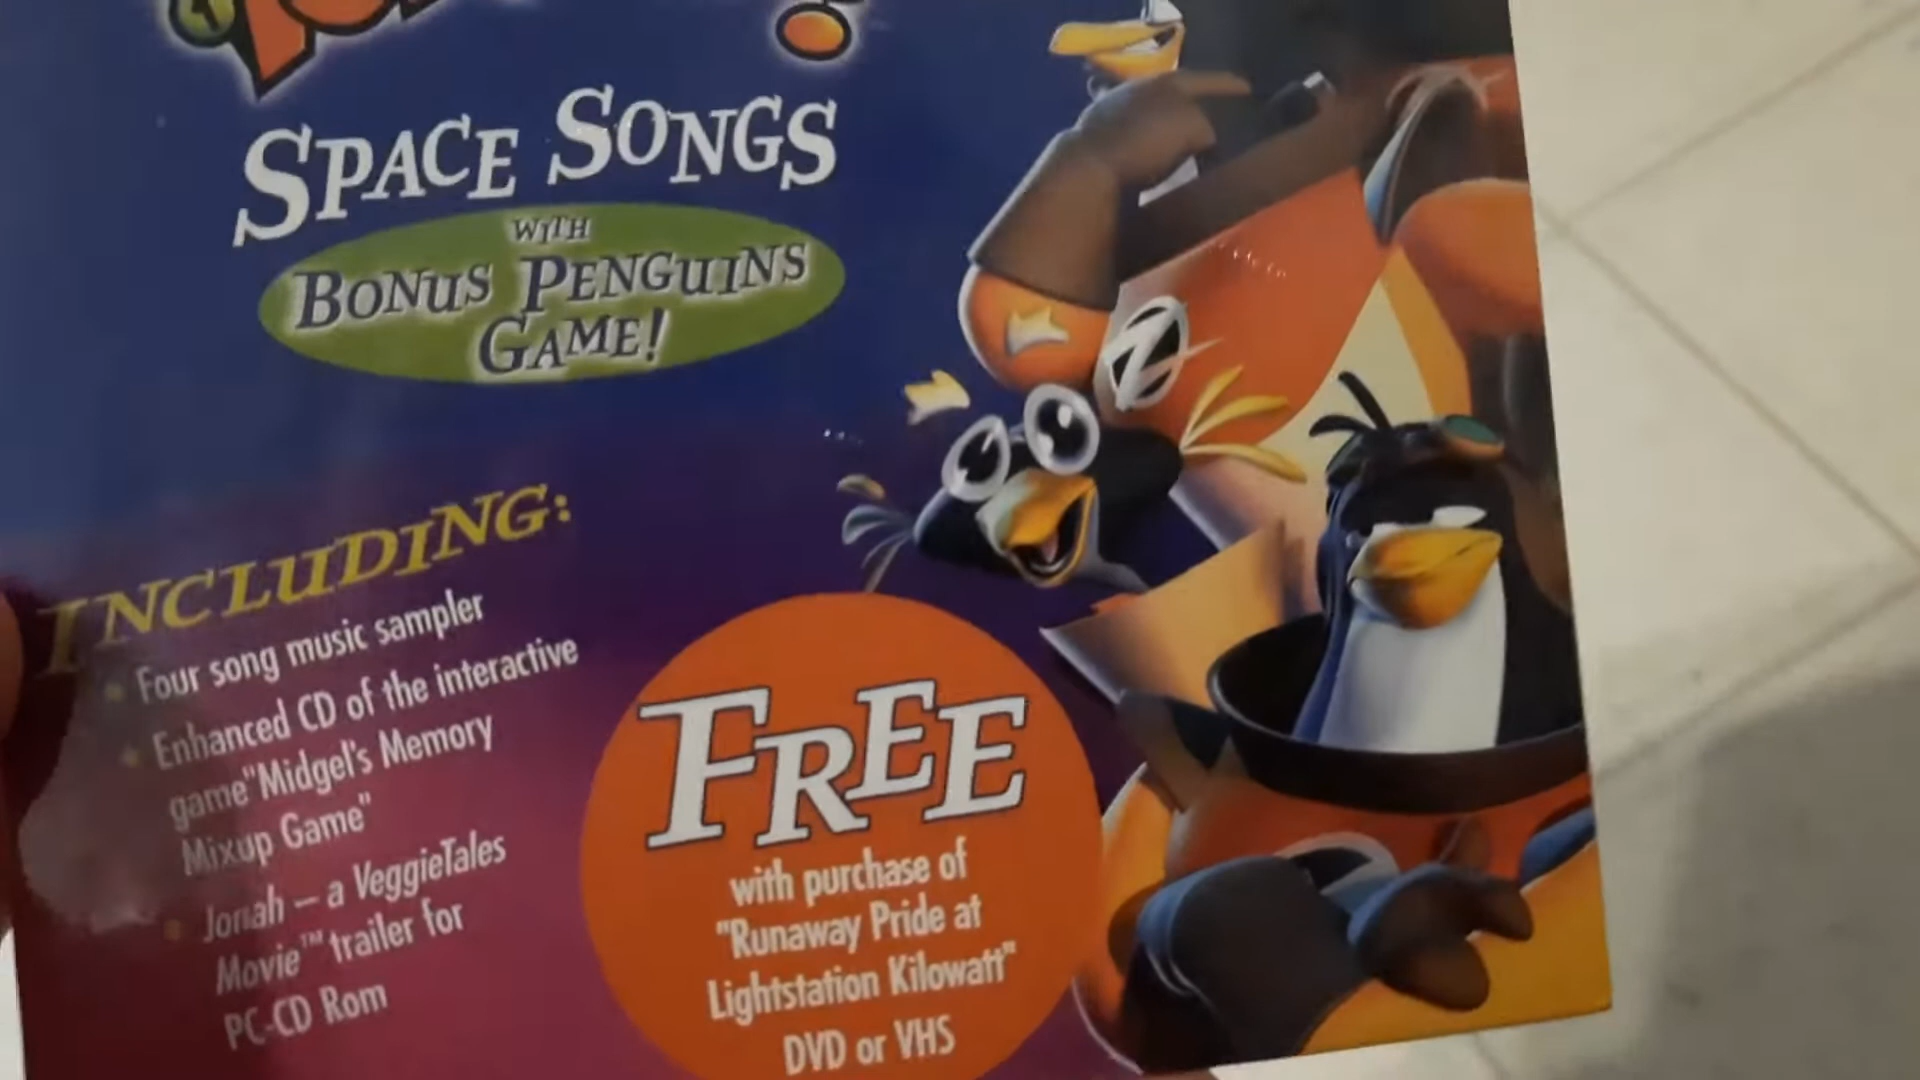 SPACE SONGS
WITH
BONUS PENGUINS
GAME!
INCLUDING:
• Four song music sampler
• Enhanced CD of the interactive
game"Midgel's Memory
Mixup Game"
• Jonah – a VeggieTales
Movie™ trailer for
PC-CD Rom
FREE
with purchase of
"Runaway Pride at
Lightstation Kilowatt"
DVD or VHS